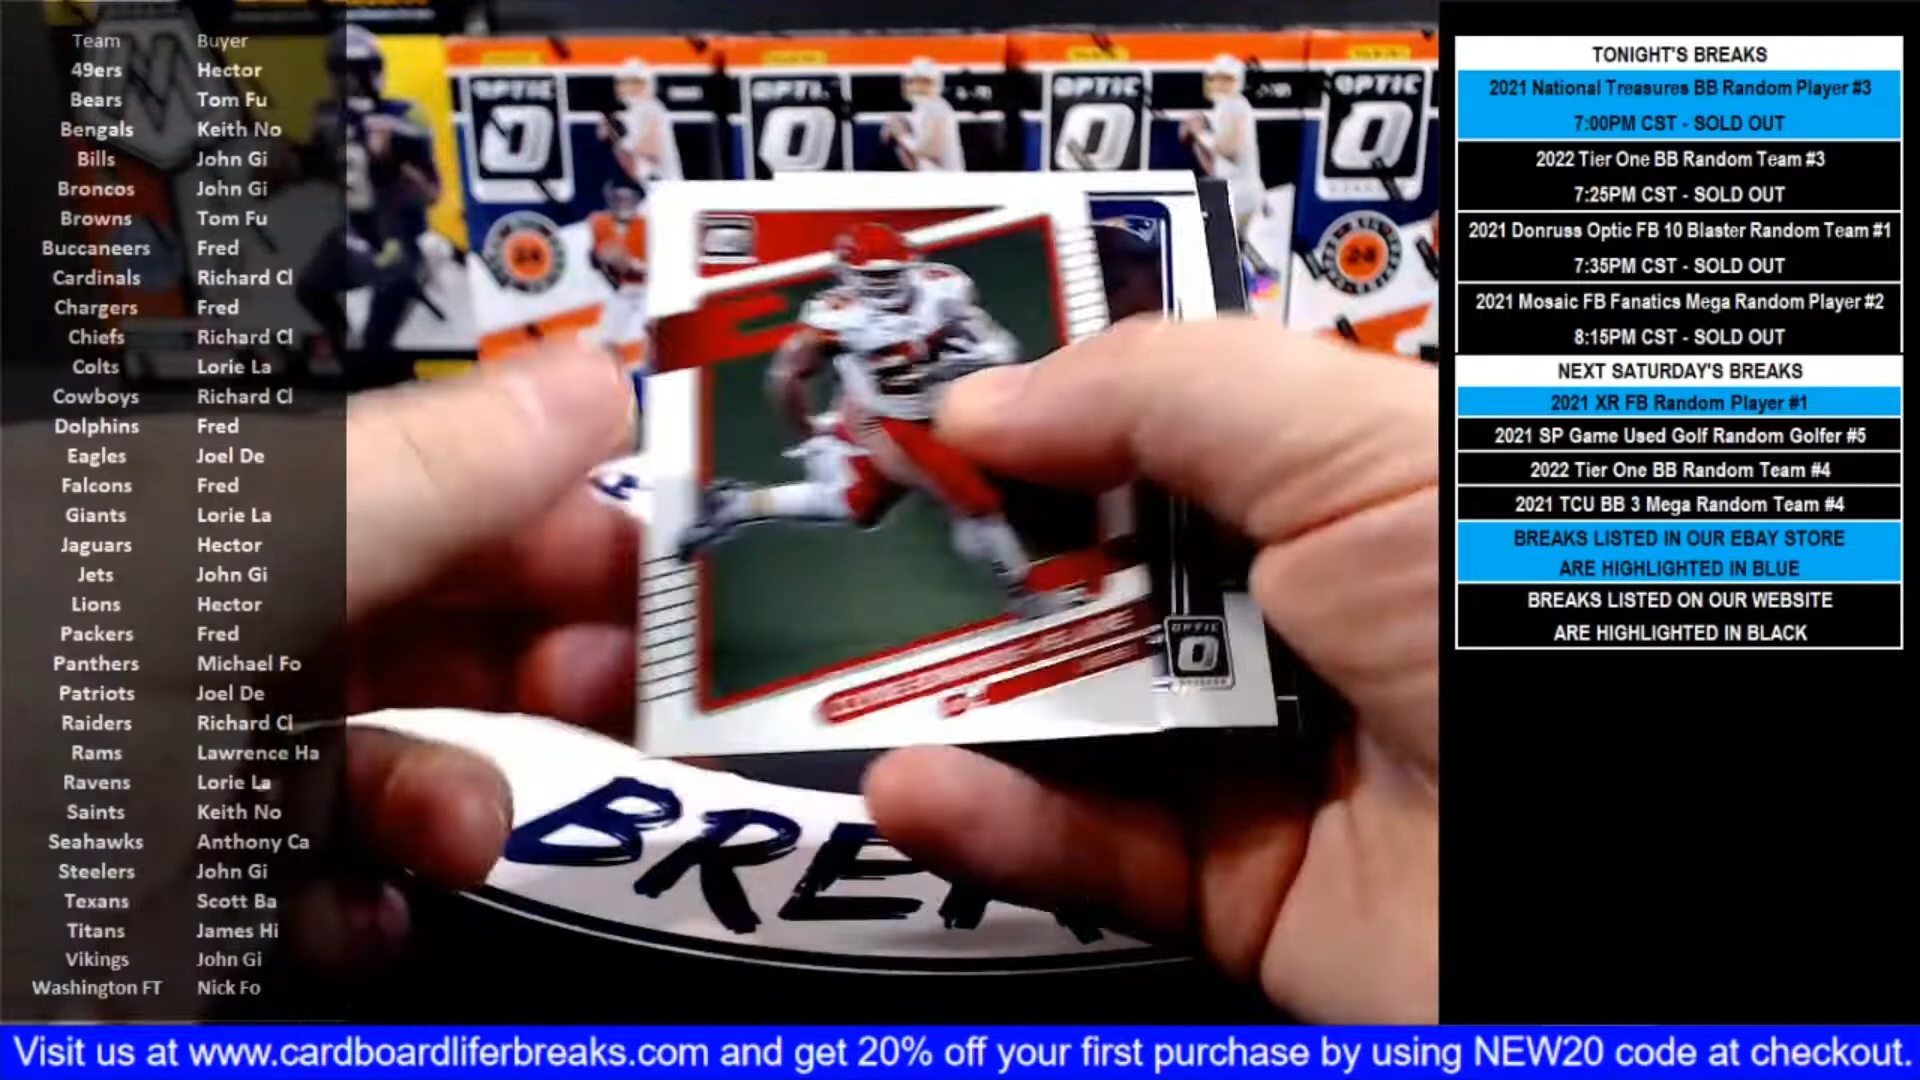 Team Buyer
49ers Hector
Bears Tom Fu
Bengals Keith No
Bills John Gi
Broncos John Gi
Browns Tom Fu
Buccaneers Fred
Cardinals Richard Cl
Chargers Fred
Chiefs Richard Cl
Colts Lorie La
Cowboys Richard Cl
Dolphins Fred
Eagles Joel De
Falcons Fred
Giants Lorie La
Jaguars Hector
Jets John Gi
Lions Hector
Packers Fred
Panthers Michael Fo
Patriots Joel De
Raiders Richard Cl
Rams Lawrence Ha
Ravens Lorie La
Saints Keith No
Seahawks Anthony Ca
Steelers John Gi
Texans Scott Ba
Titans James Hi
Vikings John Gi
Washington FT Nick Fo
OPTIC
OPTIC
OPTIC
OPTIC
OPTIC
TONIGHT'S BREAKS
2021 National Treasures BB Random Player #3
7:00PM CST - SOLD OUT
2022 Tier One BB Random Team #3
7:25PM CST - SOLD OUT
2021 Donruss Optic FB 10 Blaster Random Team #1
7:35PM CST - SOLD OUT
2021 Mosaic FB Fanatics Mega Random Player #2
8:15PM CST - SOLD OUT
NEXT SATURDAY'S BREAKS
2021 XR FB Random Player #1
2021 SP Game Used Golf Random Golfer #5
2022 Tier One BB Random Team #4
2021 TCU BB 3 Mega Random Team #4
BREAKS LISTED IN OUR EBAY STORE
ARE HIGHLIGHTED IN BLUE
BREAKS LISTED ON OUR WEBSITE
ARE HIGHLIGHTED IN BLACK
Visit us at www.cardboardliferbreaks.com and get 20% off your first purchase by using NEW20 code at checkout.